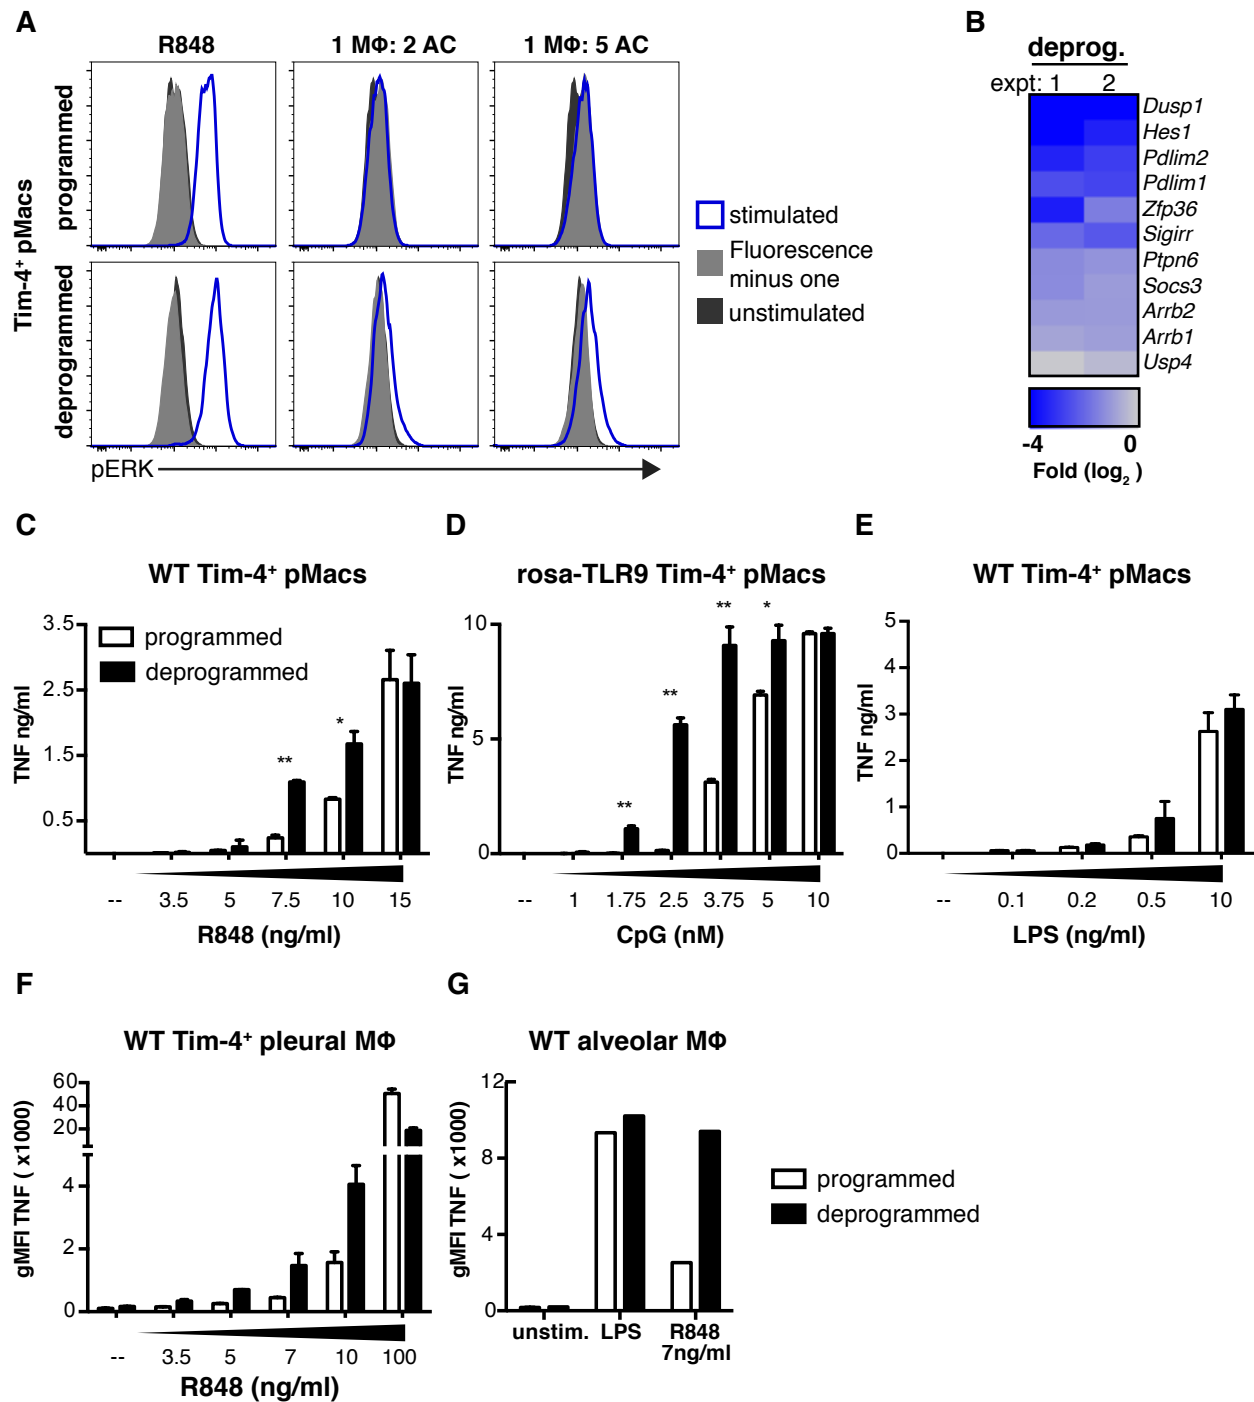 A
B
R848
1 MΦ: 2 AC
1 MΦ: 5 AC
Tim-4⁺ pMacs
programmed
deprogrammed
pERK
stimulated
Fluorescence
minus one
unstimulated
deprog.
expt: 1 2
Dusp1
Hes1
Pdlim2
Pdlim1
Zfp36
Sigirr
Ptpn6
Socs3
Arrb2
Arrb1
Usp4
-4 0
Fold (log₂ )
C
WT Tim-4⁺ pMacs
programmed
deprogrammed
TNF ng/ml
3.5
2.5
1.5
0.5
**
*
-- 3.5 5 7.5 10 15
R848 (ng/ml)
D
rosa-TLR9 Tim-4⁺ pMacs
TNF ng/ml
10
5
0
**
**
**
*
-- 1 1.75 2.5 3.75 5 10
CpG (nM)
E
WT Tim-4⁺ pMacs
TNF ng/ml
5
4
3
2
1
0
-- 0.1 0.2 0.5 10
LPS (ng/ml)
F
WT Tim-4⁺ pleural MΦ
gMFI TNF ( x1000)
60
40
20
4
2
0
-- 3.5 5 7 10 100
R848 (ng/ml)
G
WT alveolar MΦ
gMFI TNF ( x1000)
12
8
4
0
unstim. LPS R848
7ng/ml
programmed
deprogrammed